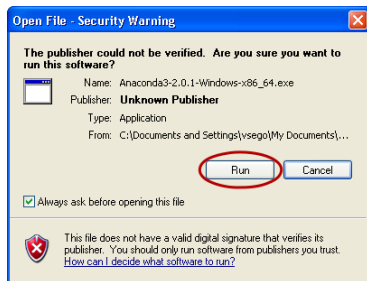 Open File - Security Warning
The publisher could not be verified. Are you sure you want to
run this software?
Name: Anaconda3-2.0.1-Windows-x86_64.exe
Publisher: Unknown Publisher
Type: Application
From: C:\Documents and Settings\vsego\My Documents\...
Run Cancel
Always ask before opening this file
This file does not have a valid digital signature that verifies its
publisher. You should only run software from publishers you trust.
How can I decide what software to run?